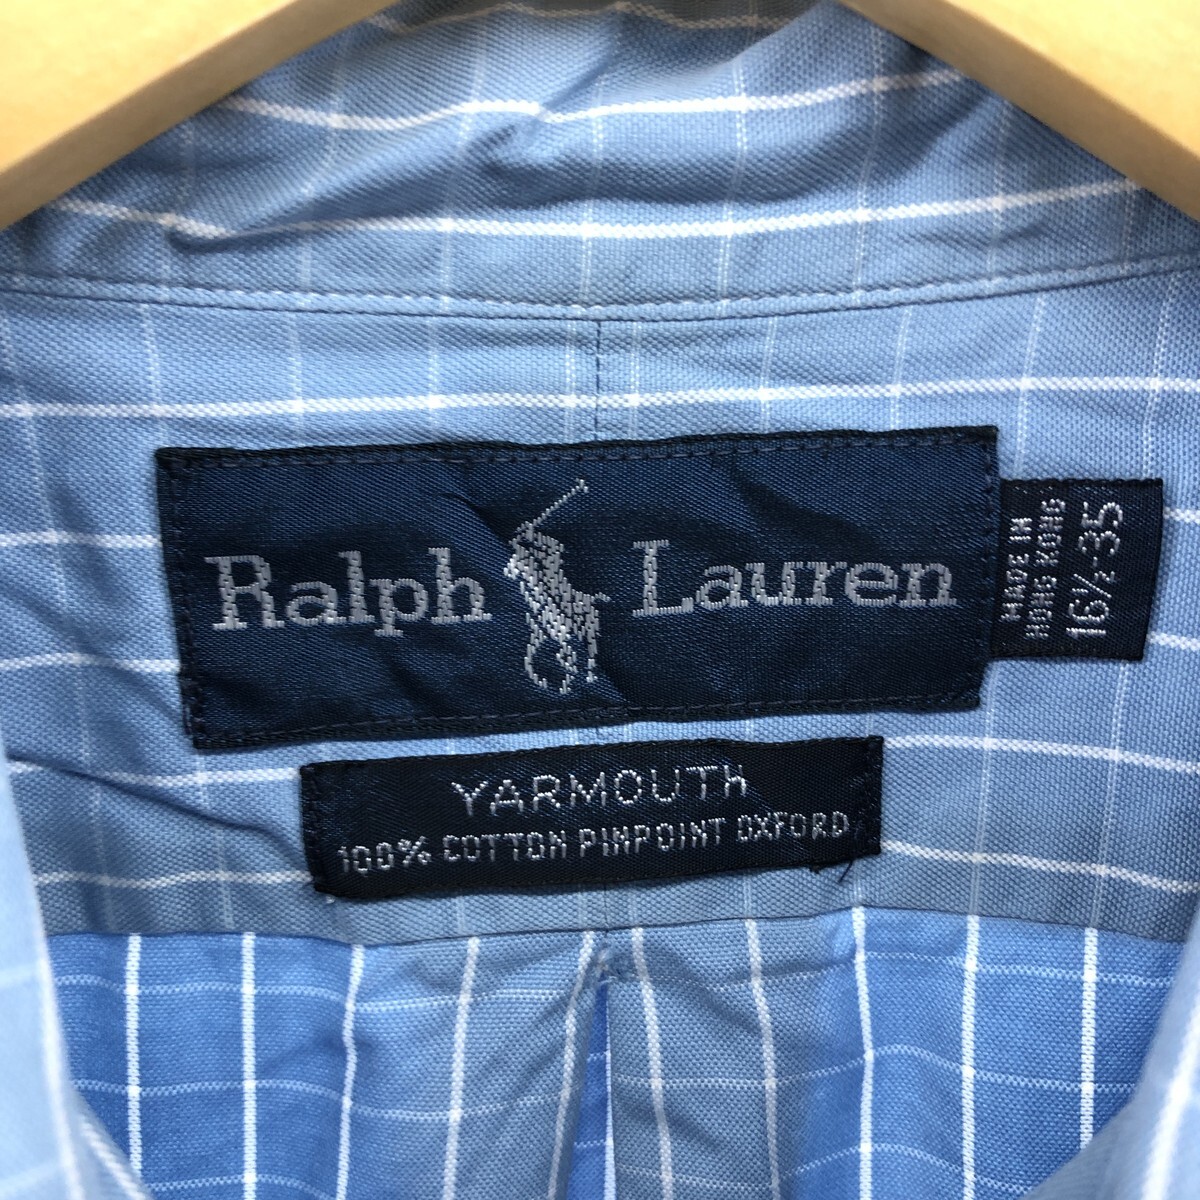 Ralph Lauren
MADE IN
HONG KONG
16½-35
YARMOUTH
100% COTTON PINPOINT OXFORD